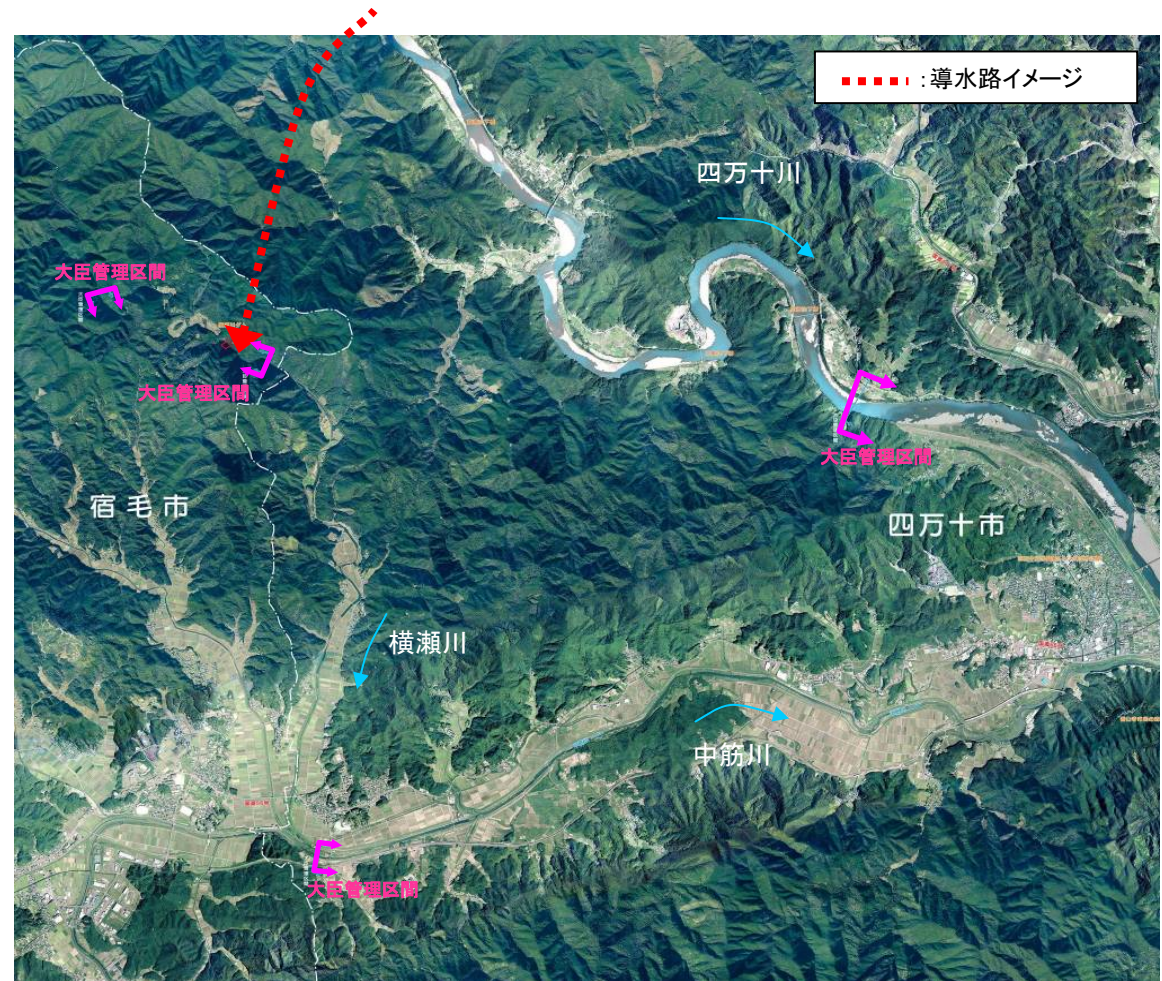 :導水路イメージ
四万十川
大臣管理区間
大臣管理区間
大臣管理区間
宿毛市
四万十市
横瀬川
中筋川
大臣管理区間